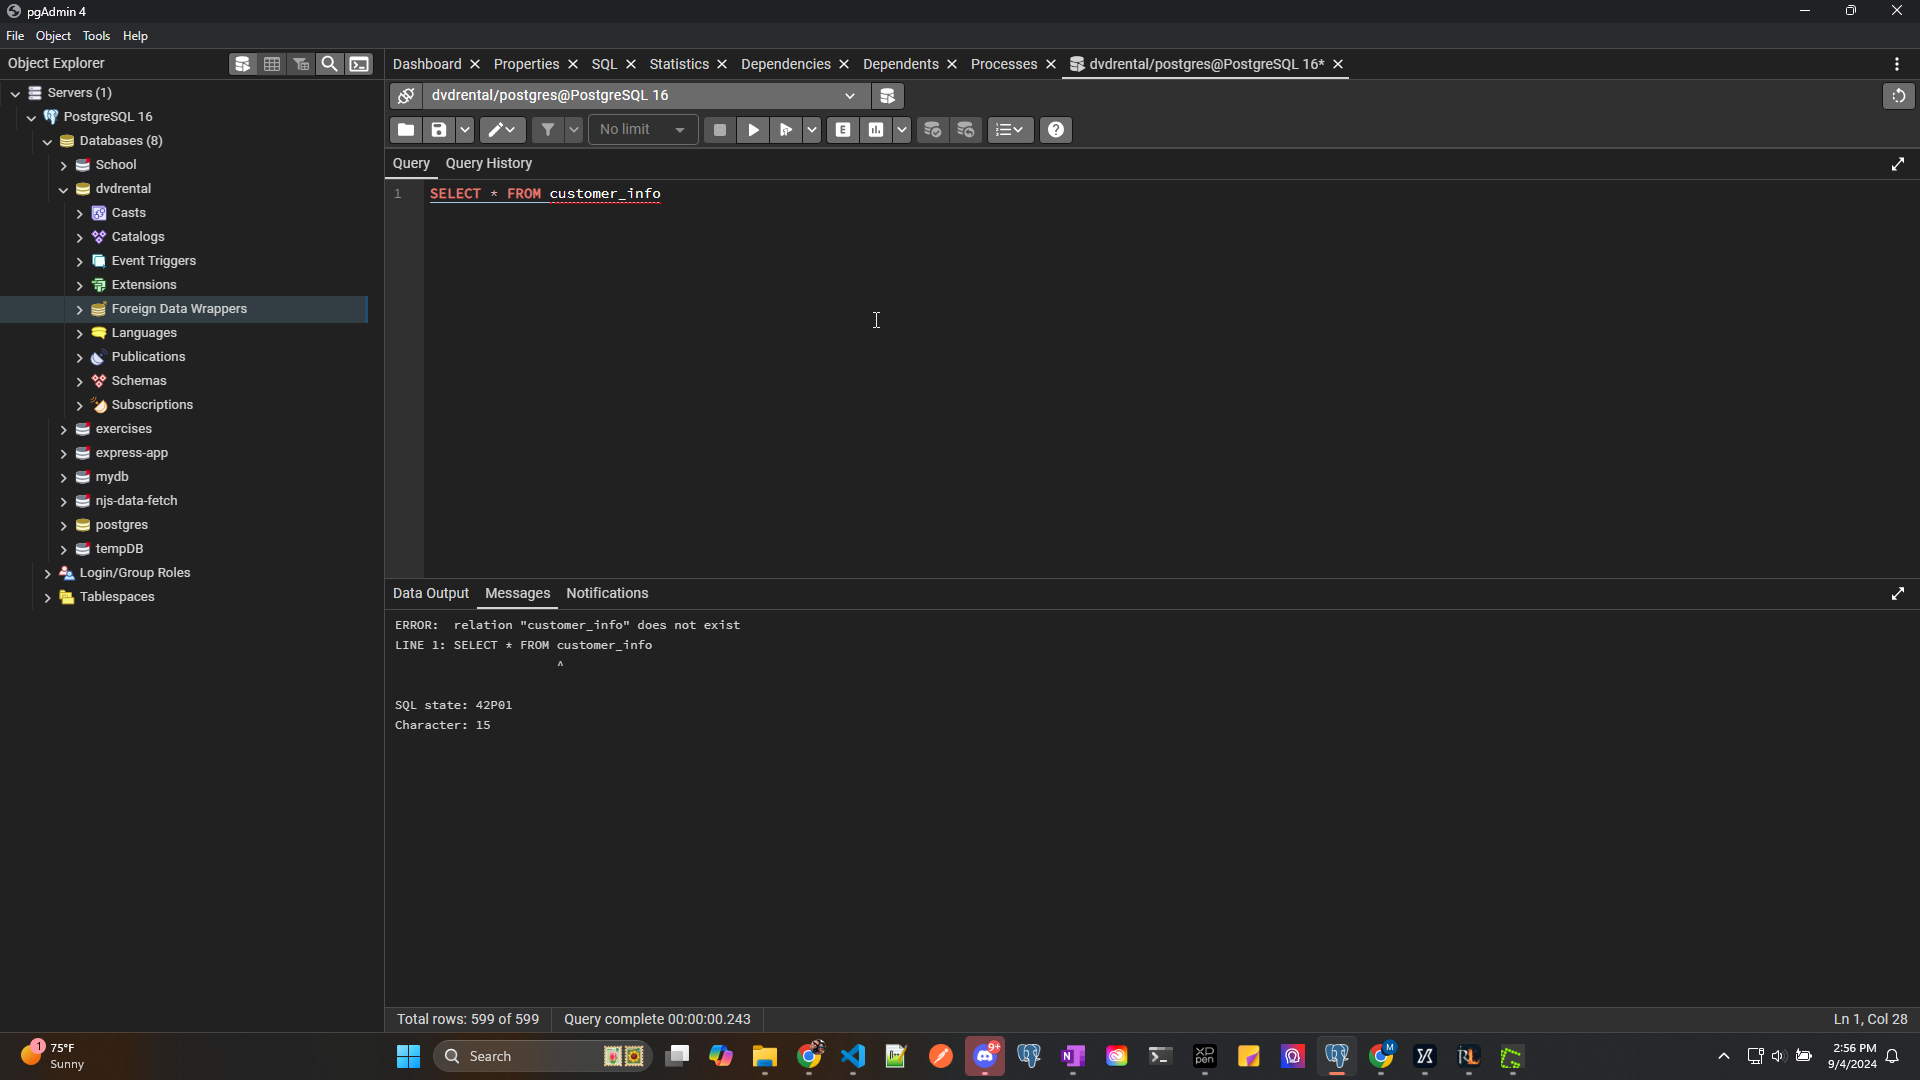 pgAdmin 4
File Object Tools Help
Object Explorer
Servers (1)
PostgreSQL 16
Databases (8)
School
dvdrental
Casts
Catalogs
Event Triggers
Extensions
Foreign Data Wrappers
Languages
Publications
Schemas
Subscriptions
exercises
express-app
mydb
njs-data-fetch
postgres
tempDB
Login/Group Roles
Tablespaces
Dashboard Properties SQL Statistics Dependencies Dependents Processes dvdrental/postgres@PostgreSQL 16*
dvdrental/postgres@PostgreSQL 16
No limit E
Query Query History
1 SELECT * FROM customer_info
Data Output Messages Notifications
ERROR: relation "customer_info" does not exist
LINE 1: SELECT * FROM customer_info
^
SQL state: 42P01
Character: 15
Total rows: 599 of 599 Query complete 00:00:00.243 Ln 1, Col 28
1 75°F
Sunny
Search
9+
XP
pen
M
2:56 PM
9/4/2024